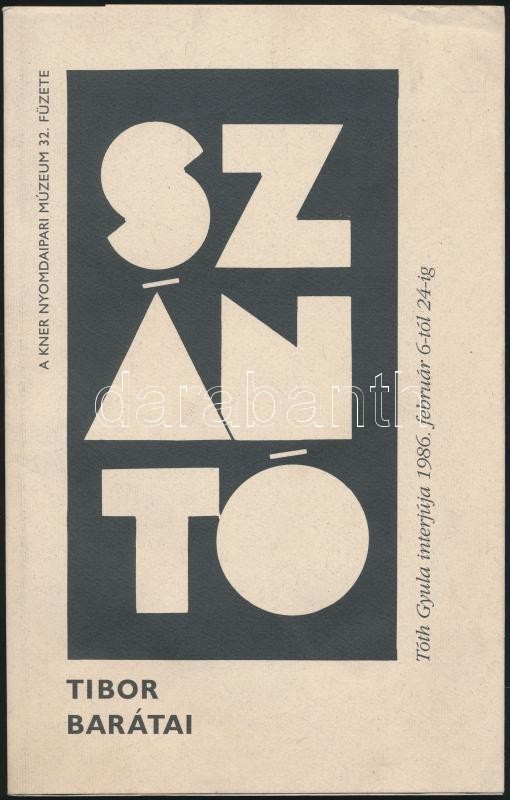 A KNER NYOMDAIPARI MÚZEUM 32. FÜZETE
SZ
ÁN
TÓ
TIBOR
BARÁTAI
Tóth Gyula interjúja 1986. február 6-tól 24-ig
darabanth